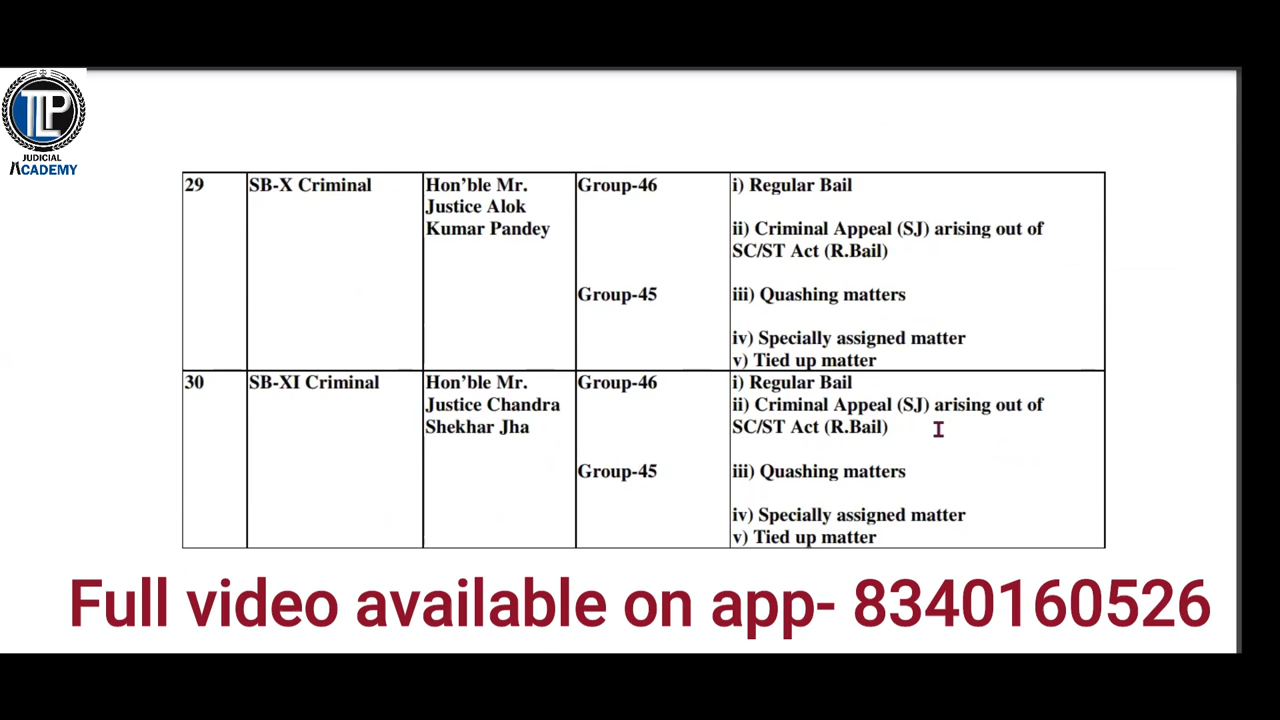 TLP
JUDICIAL
ACADEMY
29 SB-X Criminal Hon'ble Mr. Group-46 i) Regular Bail
Justice Alok
Kumar Pandey ii) Criminal Appeal (SJ) arising out of
SC/ST Act (R.Bail)
Group-45 iii) Quashing matters
iv) Specially assigned matter
v) Tied up matter
30 SB-XI Criminal Hon'ble Mr. Group-46 i) Regular Bail
Justice Chandra ii) Criminal Appeal (SJ) arising out of
Shekhar Jha SC/ST Act (R.Bail)
Group-45 iii) Quashing matters
iv) Specially assigned matter
v) Tied up matter
Full video available on app- 8340160526